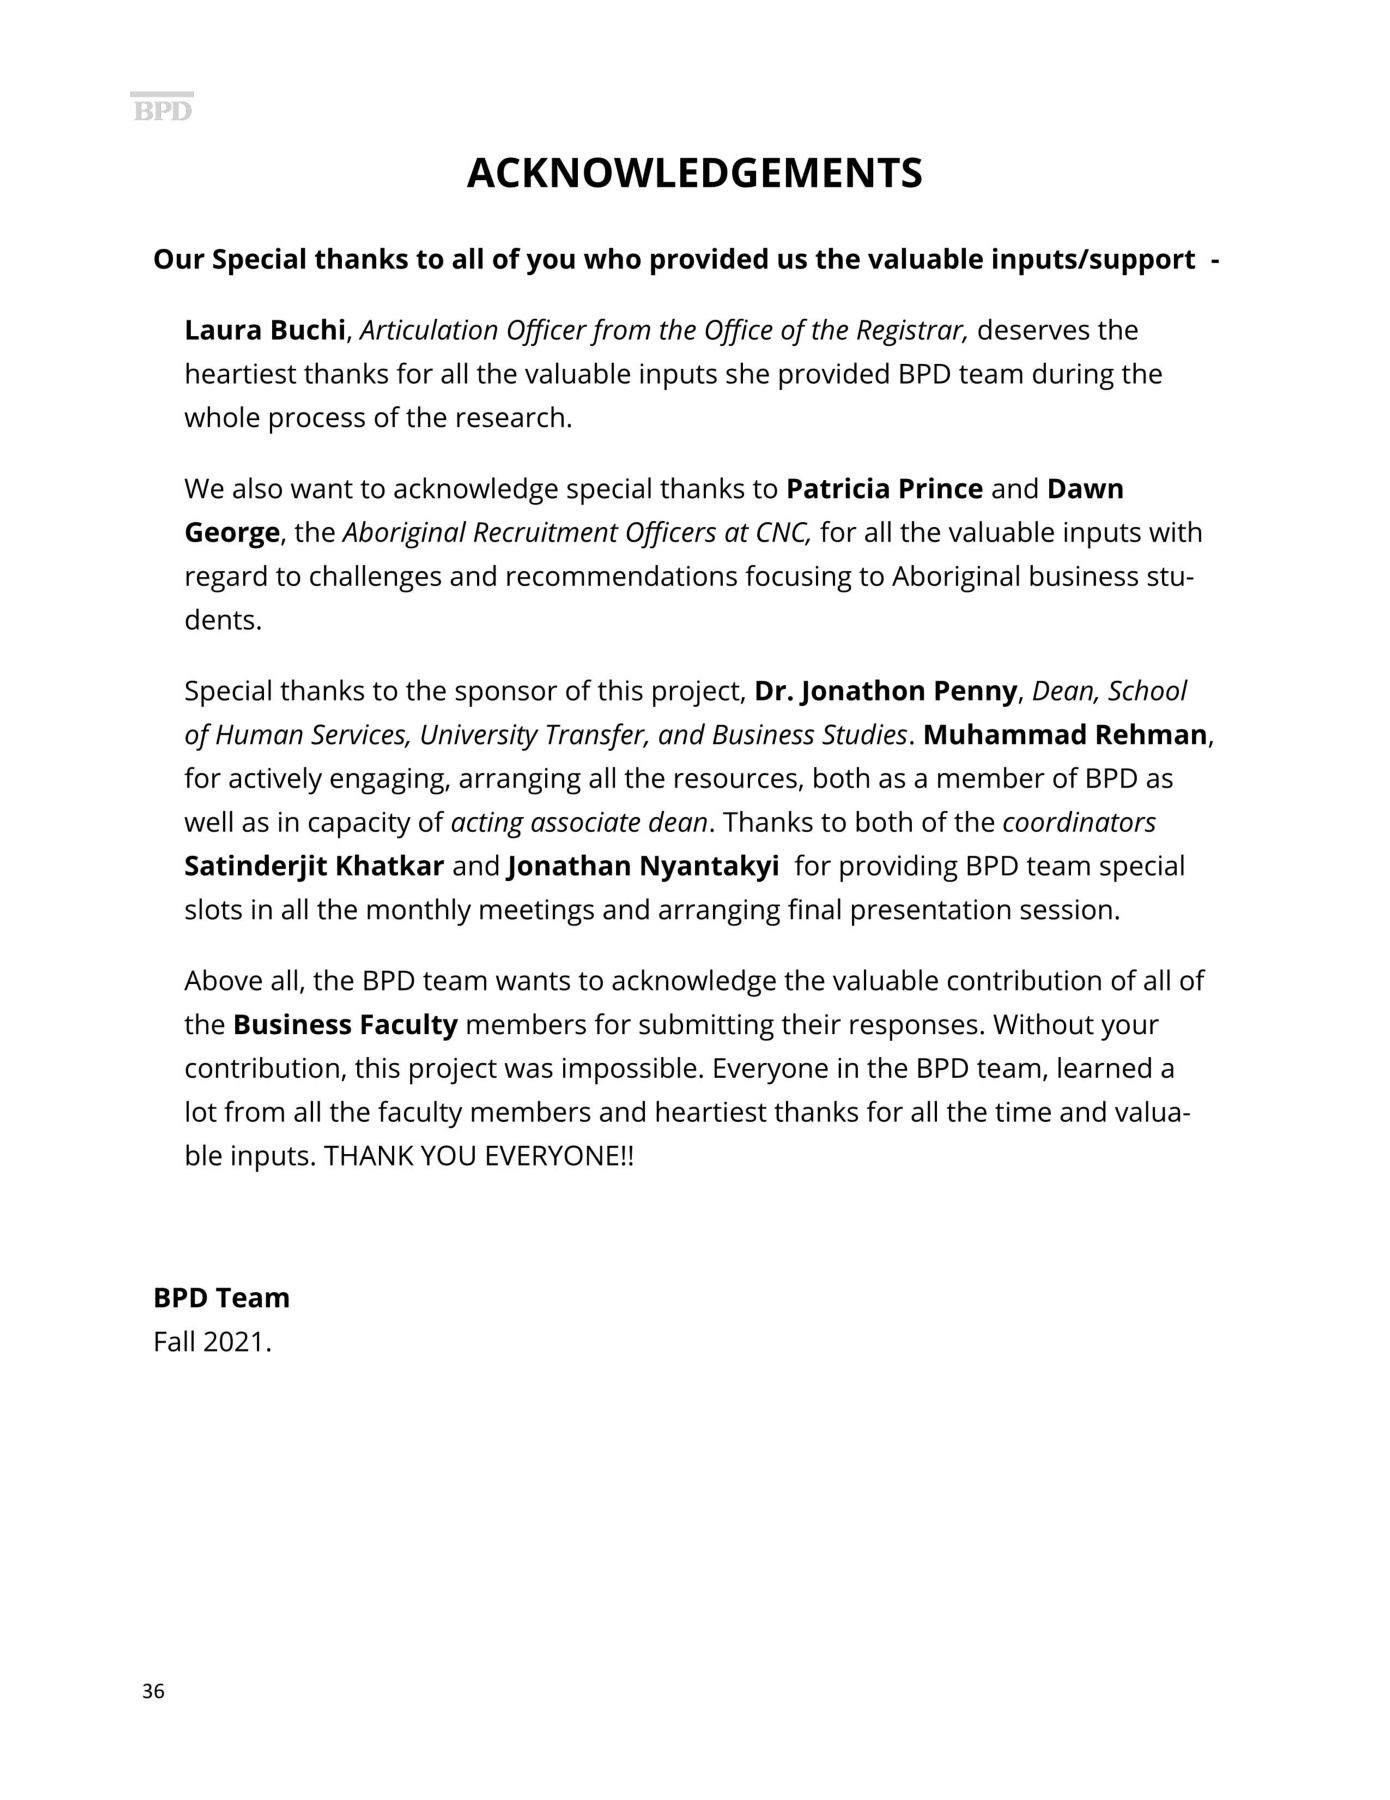 BPD
ACKNOWLEDGEMENTS
Our Special thanks to all of you who provided us the valuable inputs/support  -
Laura Buchi, Articulation Officer from the Office of the Registrar, deserves the
heartiest thanks for all the valuable inputs she provided BPD team during the
whole process of the research.
We also want to acknowledge special thanks to Patricia Prince and Dawn
George, the Aboriginal Recruitment Officers at CNC, for all the valuable inputs with
regard to challenges and recommendations focusing to Aboriginal business stu-
dents.
Special thanks to the sponsor of this project, Dr. Jonathon Penny, Dean, School
of Human Services, University Transfer, and Business Studies. Muhammad Rehman,
for actively engaging, arranging all the resources, both as a member of BPD as
well as in capacity of acting associate dean. Thanks to both of the coordinators
Satinderjit Khatkar and Jonathan Nyantakyi  for providing BPD team special
slots in all the monthly meetings and arranging final presentation session.
Above all, the BPD team wants to acknowledge the valuable contribution of all of
the Business Faculty members for submitting their responses. Without your
contribution, this project was impossible. Everyone in the BPD team, learned a
lot from all the faculty members and heartiest thanks for all the time and valua-
ble inputs. THANK YOU EVERYONE!!
BPD Team
Fall 2021.
36